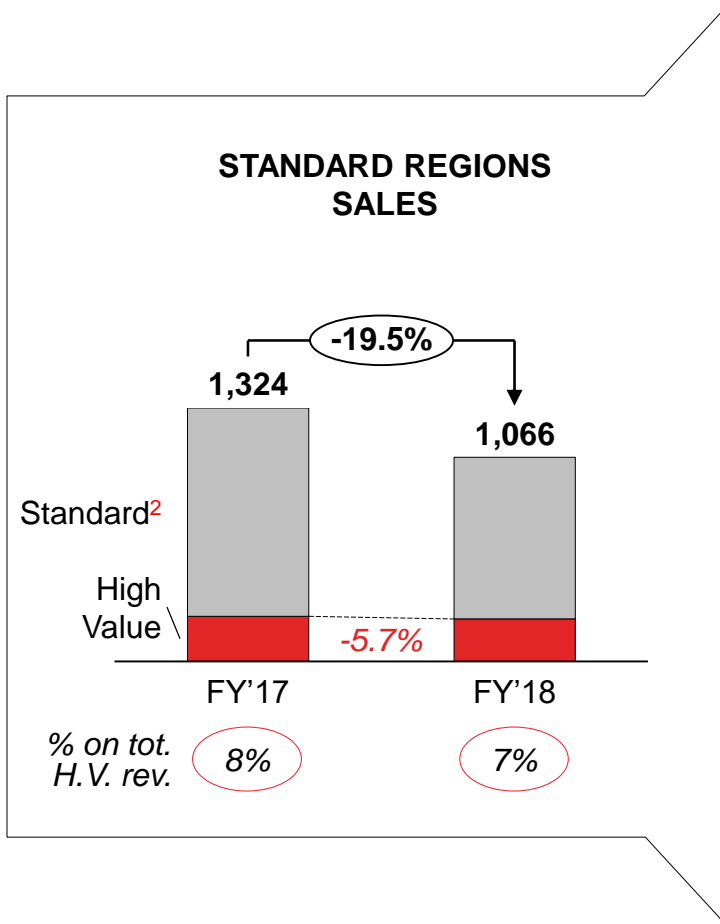 STANDARD REGIONS
SALES
-19.5%
1,324
1,066
Standard2
High
Value
-5.7%
FY’17
FY’18
% on tot.
H.V. rev.
8%
7%